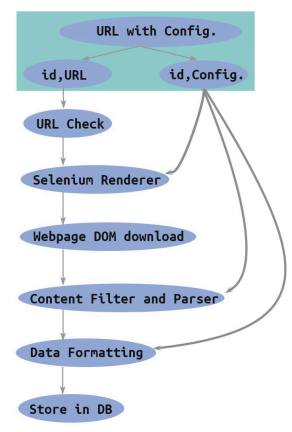 URL with Config.
id,URL
id,Config.
URL Check
Selenium Renderer
Webpage DOM download
Content Filter and Parser
Data Formatting
Store in DB